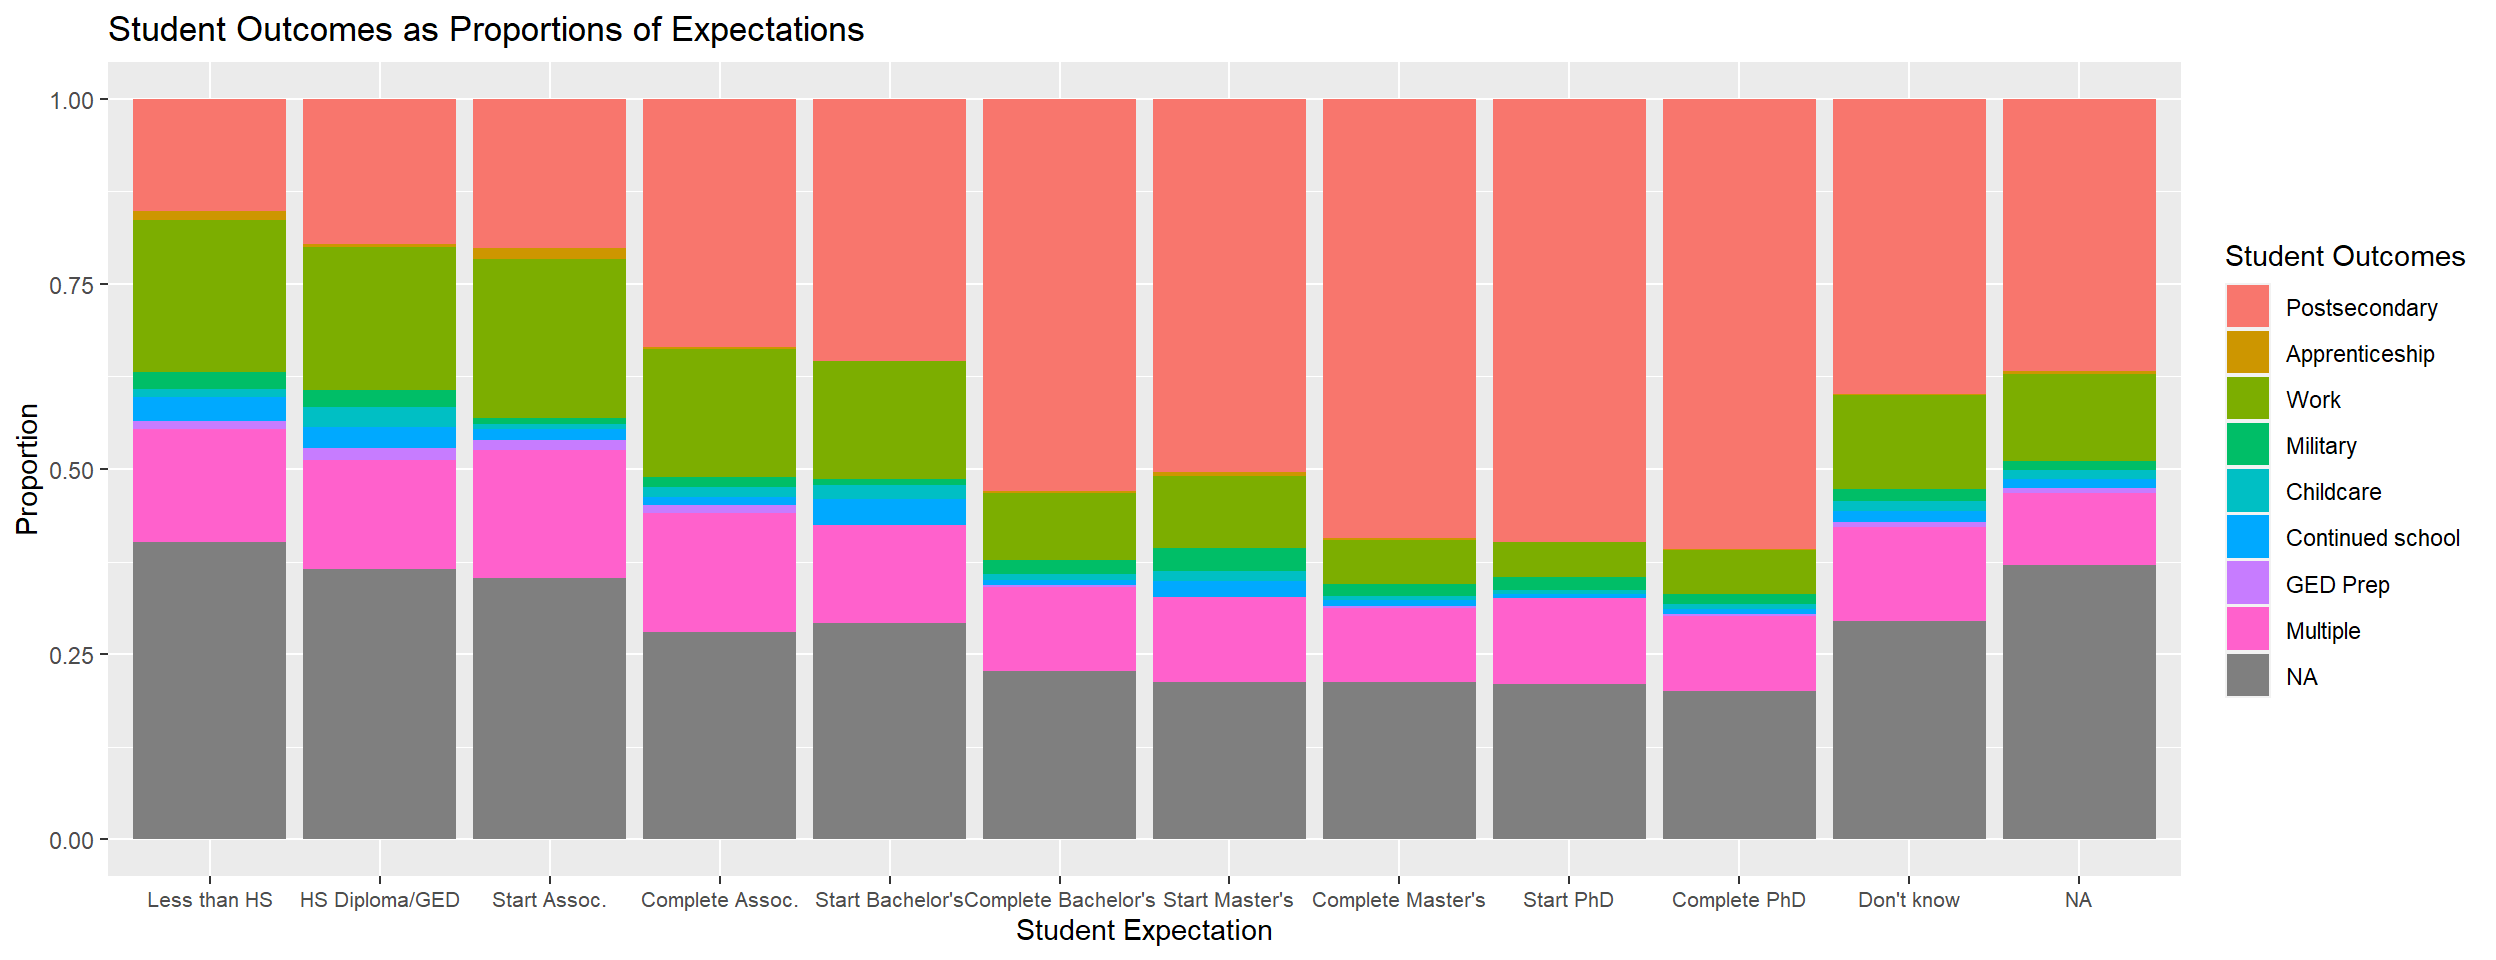 Student Outcomes as Proportions of Expectations
1.00
0.75
0.50
0.25
0.00
Proportion
Less than HS
HS Diploma/GED
Start Assoc.
Complete Assoc.
Start Bachelor's
Complete Bachelor's
Start Master's
Complete Master's
Start PhD
Complete PhD
Don't know
NA
Student Expectation
Student Outcomes
Postsecondary
Apprenticeship
Work
Military
Childcare
Continued school
GED Prep
Multiple
NA